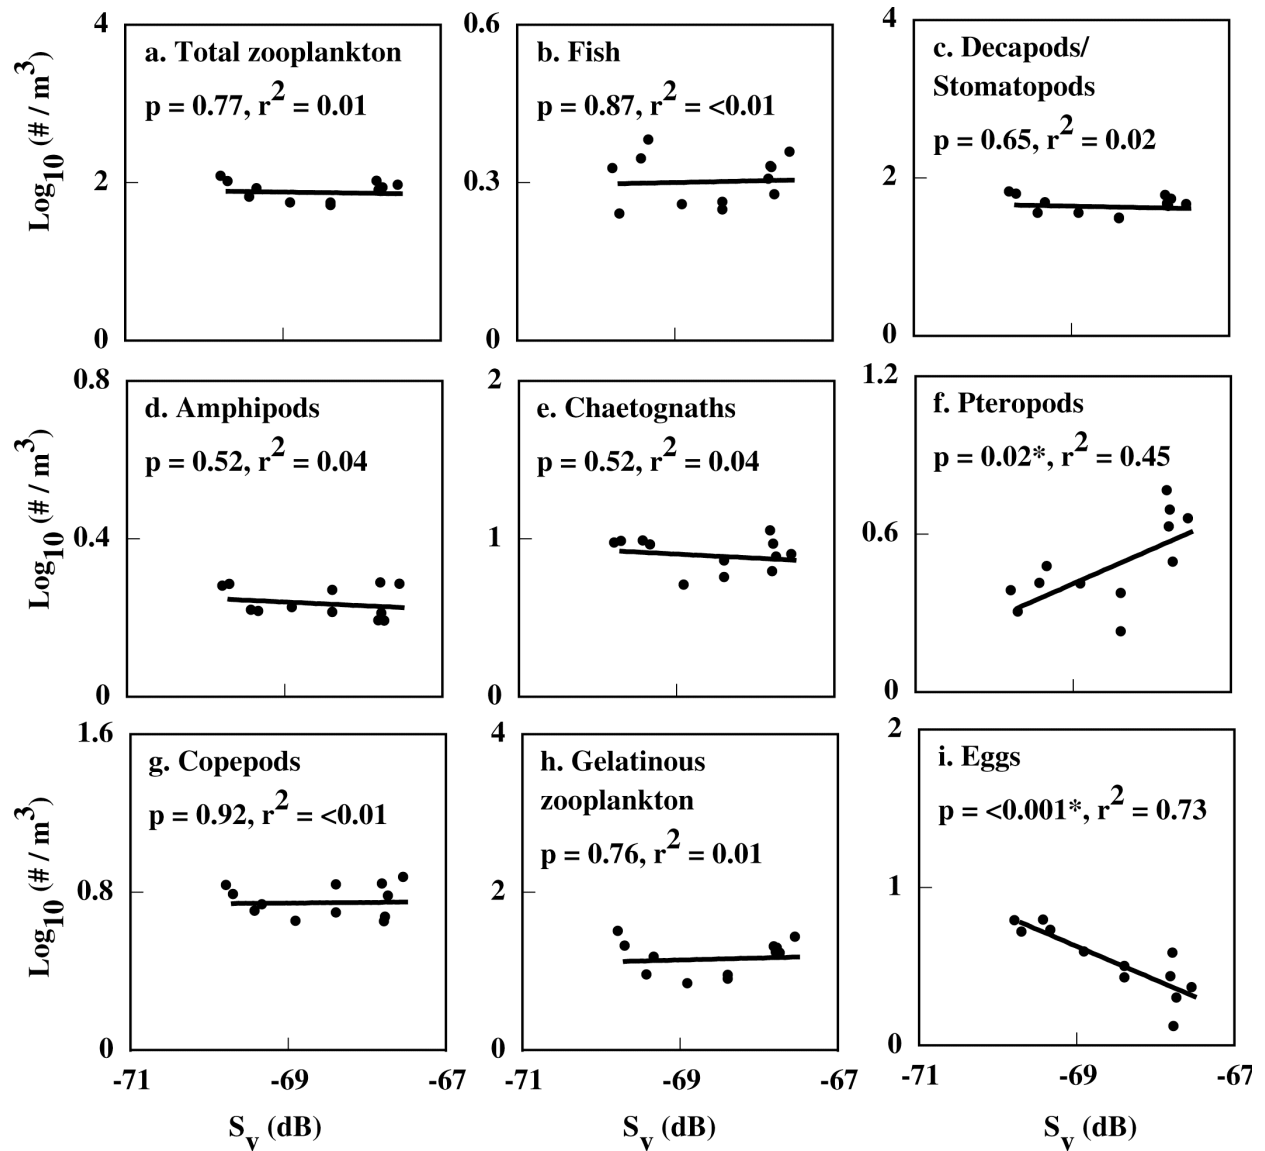 4
a. Total zooplankton
p = 0.77, r2 = 0.01
2
0
Log10 (# / m3)
0.6
b. Fish
p = 0.87, r2 = <0.01
0.3
0
4
c. Decapods/
Stomatopods
p = 0.65, r2 = 0.02
2
0
0.8
d. Amphipods
p = 0.52, r2 = 0.04
0.4
0
Log10 (# / m3)
2
e. Chaetognaths
p = 0.52, r2 = 0.04
1
0
1.2
f. Pteropods
p = 0.02*, r2 = 0.45
0.6
0
1.6
g. Copepods
p = 0.92, r2 = <0.01
0.8
0
Log10 (# / m3)
-71 -69 -67
Sv (dB)
4
h. Gelatinous
zooplankton
p = 0.76, r2 = 0.01
2
0
-71 -69 -67
Sv (dB)
2
i. Eggs
p = <0.001*, r2 = 0.73
1
0
-71 -69 -67
Sv (dB)